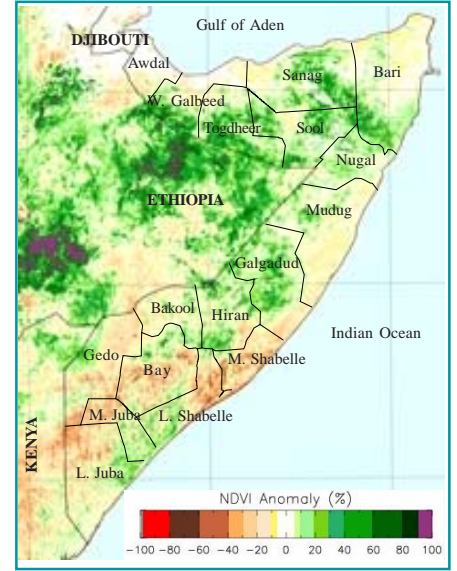 Gulf of Aden
DJIBOUTI
Awdal
Sanag
Bari
W. Galbeed
Togdheer
Sool
Nugal
ETHIOPIA
Mudug
Galgadud
Bakool
Hiran
Indian Ocean
Gedo
Bay
M. Shabelle
M. Juba
L. Shabelle
KENYA
L. Juba
NDVI Anomaly (%)
-100 -80 -60 -40 -20 0 20 40 60 80 100